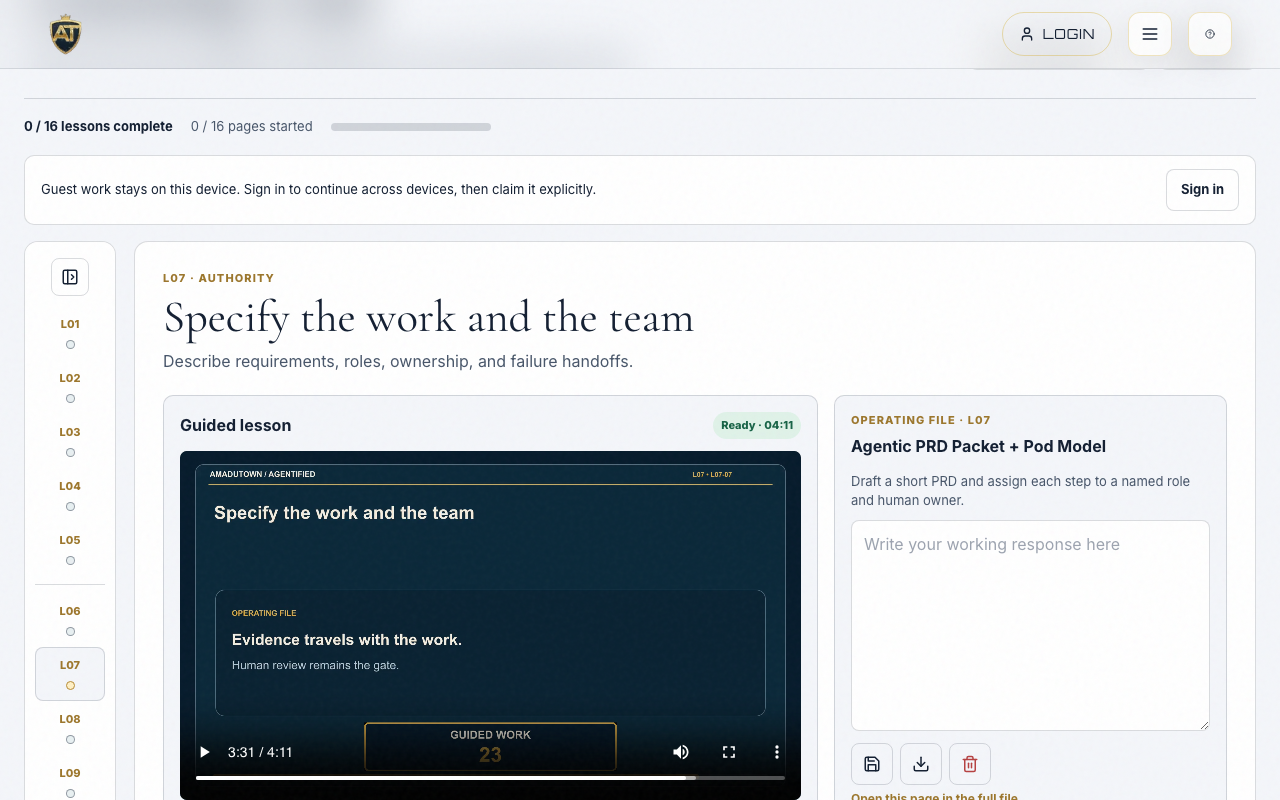 AT
LOGIN
0 / 16 lessons complete
0 / 16 pages started
Guest work stays on this device. Sign in to continue across devices, then claim it explicitly.
Sign in
L01
L02
L03
L04
L05
L06
L07
L08
L09
L07 · AUTHORITY
Specify the work and the team
Describe requirements, roles, ownership, and failure handoffs.
Guided lesson
Ready · 04:11
AMADUTOWN / AGENTIFIED
L07 • L07-07
Specify the work and the team
OPERATING FILE
Evidence travels with the work.
Human review remains the gate.
GUIDED WORK
23
3:31 / 4:11
OPERATING FILE · L07
Agentic PRD Packet + Pod Model
Draft a short PRD and assign each step to a named role
and human owner.
Write your working response here
Open this page in the full file